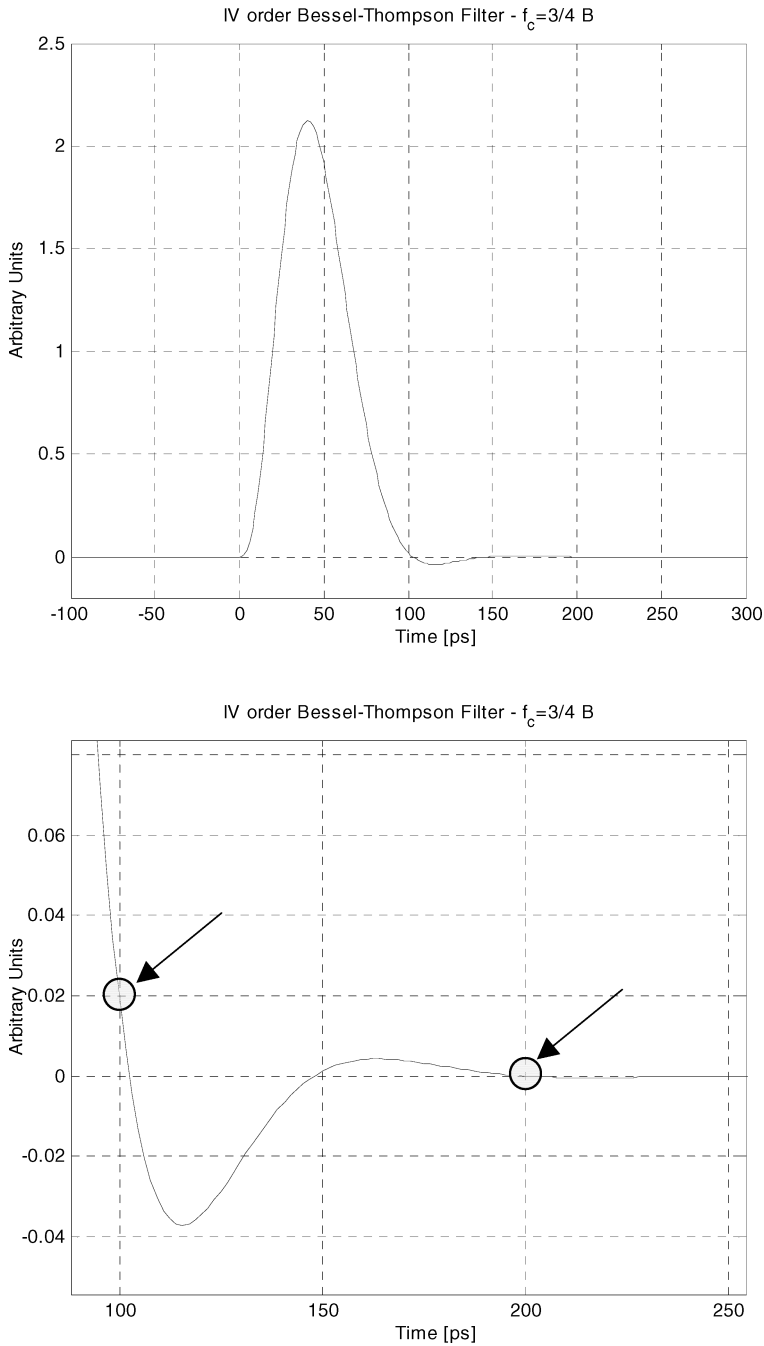 IV order Bessel-Thompson Filter - fc=3/4 B
2.5
2
1.5
1
0.5
0
Arbitrary Units
-100 -50 0 50 100 150 200 250 300
Time [ps]
IV order Bessel-Thompson Filter - fc=3/4 B
0.06
0.04
0.02
0
-0.02
-0.04
Arbitrary Units
100 150 200 250
Time [ps]